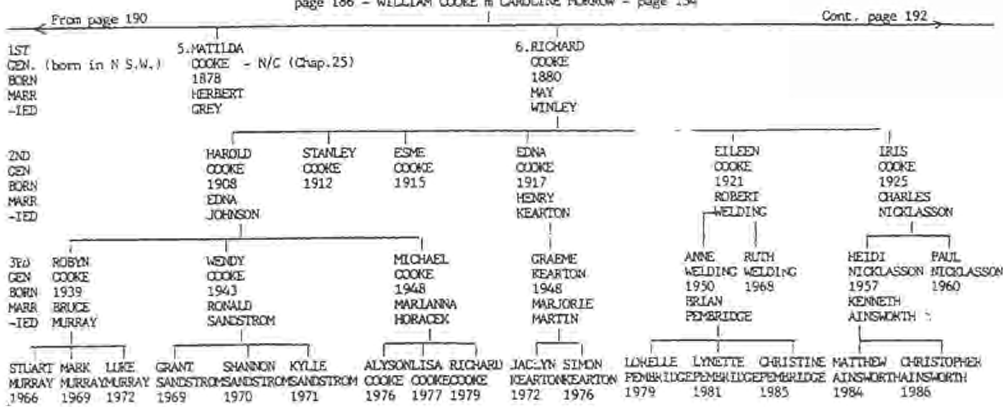 page 186 - WILLIAM COOKE m CAROLINE MORROW - page 134
From page 190 Cont. page 192
1ST 5.MATILDA 6.RICHARD
GEN. (born in N S.W.) COOKE - N/C (Chap.25) COOKE
BORN 1878 1880
MARR HERBERT MAY
-IED GREY WINLEY
2ND HAROLD STANLEY ESME EDNA EILEEN IRIS
GEN COOKE COOKE COOKE COOKE COOKE COOKE
BORN 1908 1912 1915 1917 1921 1925
MARR EDNA HENRY ROBERT CHARLES
-IED JOHNSON KEARTON WELDING NICKLASSON
3RD ROBYN WENDY MICHAEL GRAEME ANNE RUTH HEIDI PAUL
GEN COOKE COOKE COOKE KEARTON WELDING WELDING NICKLASSON NICKLASSON
BORN 1939 1943 1948 1948 1950 1968 1957 1960
MARR BRUCE RONALD MARIANNA MARJORIE BRIAN KENNETH
-IED MURRAY SANDSTROM HORACEK MARTIN PEMBRIDGE AINSWORTH
STUART MARK LUKE GRANT SHANNON KYLIE ALYSON LISA RICHARD JACLYN SIMON LORELLE LYNETTE CHRISTINE MATTHEW CHRISTOPHER
MURRAY MURRAY MURRAY SANDSTROM SANDSTROM SANDSTROM COOKE COOKE COOKE KEARTON KEARTON PEMBRIDGE PEMBRIDGE PEMBRIDGE AINSWORTH AINSWORTH
1966 1969 1972 1969 1970 1971 1976 1977 1979 1972 1976 1979 1981 1985 1984 1986